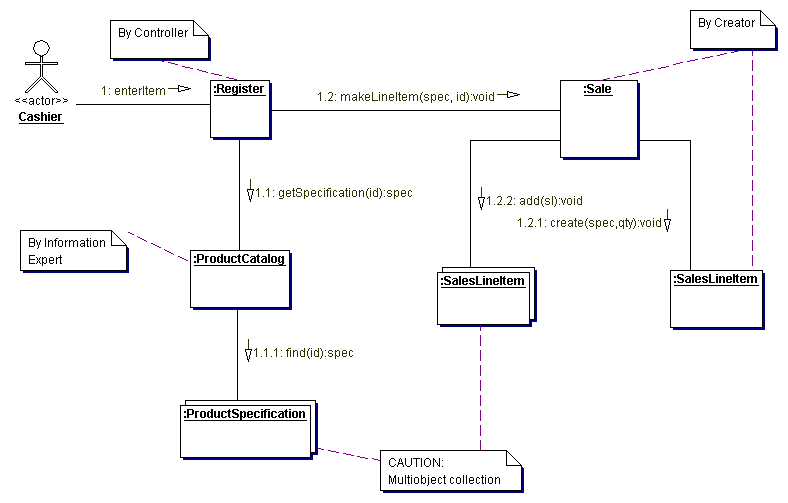 By Controller
By Creator
<<actor>>
Cashier
1: enterItem
:Register
1.2: makeLineItem(spec, id):void
:Sale
1.1: getSpecification(id):spec
1.2.2: add(sl):void
1.2.1: create(spec,qty):void
By Information
Expert
:ProductCatalog
:SalesLineItem
:SalesLineItem
1.1.1: find(id):spec
:ProductSpecification
CAUTION:
Multiobject collection